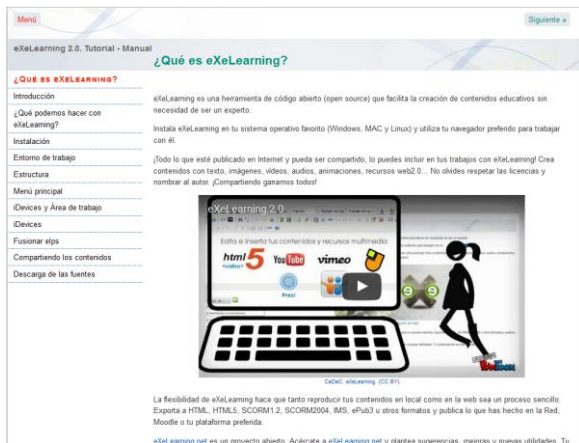 Menú
Siguiente »
eXeLearning 2.0. Tutorial - Manual
¿Qué es eXeLearning?
¿QUÉ ES EXELEARNING?
Introducción
¿Qué podemos hacer con
eXeLearning?
Instalación
Entorno de trabajo
Estructura
Menú principal
iDevices y Área de trabajo
iDevices
Fusionar elps
Compartiendo los contenidos
Descarga de las fuentes
eXeLearning es una herramienta de código abierto (open source) que facilita la creación de contenidos educativos sin
necesidad de ser un experto.
Instala eXeLearning en tu sistema operativo favorito (Windows, MAC y Linux) y utiliza tu navegador preferido para trabajar
con él.
¡Todo lo que esté publicado en Internet y pueda ser compartido, lo puedes incluir en tus trabajos con eXeLearning! Crea
contenidos con texto, imágenes, vídeos, audios, animaciones, recursos web2.0... No olvides respetar las licencias y
nombrar al autor. ¡Compartiendo ganamos todos!
eXeLearning 2.0
Edita e inserta tus contenidos y recursos multimedia
html5
YouTube
vimeo
Prezi
CeDeC. eXeLearning (CC BY)
La flexibilidad de eXeLearning hace que tanto reproducir tus contenidos en local como en la web sea un proceso sencillo.
Exporta a HTML, HTML5, SCORM1.2, SCORM2004, IMS, ePub3 u otros formatos y publica lo que has hecho en la Red,
Moodle o tu plataforma preferida.
eXeLearning.net es un proyecto abierto. Acércate a eXeLearning.net y plantea sugerencias, mejoras y nuevas utilidades. Tu